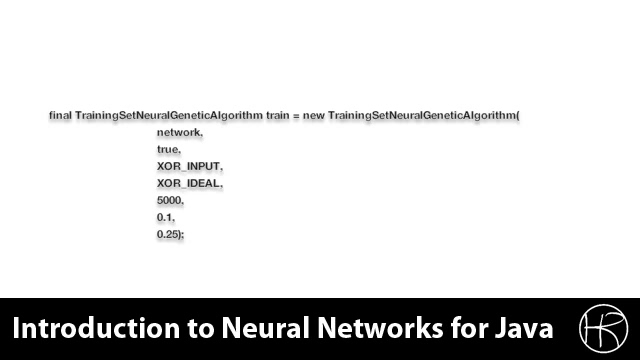 final TrainingSetNeuralGeneticAlgorithm train = new TrainingSetNeuralGeneticAlgorithm(
network,
true,
XOR_INPUT,
XOR_IDEAL,
5000,
0.1,
0.25);
Introduction to Neural Networks for Java